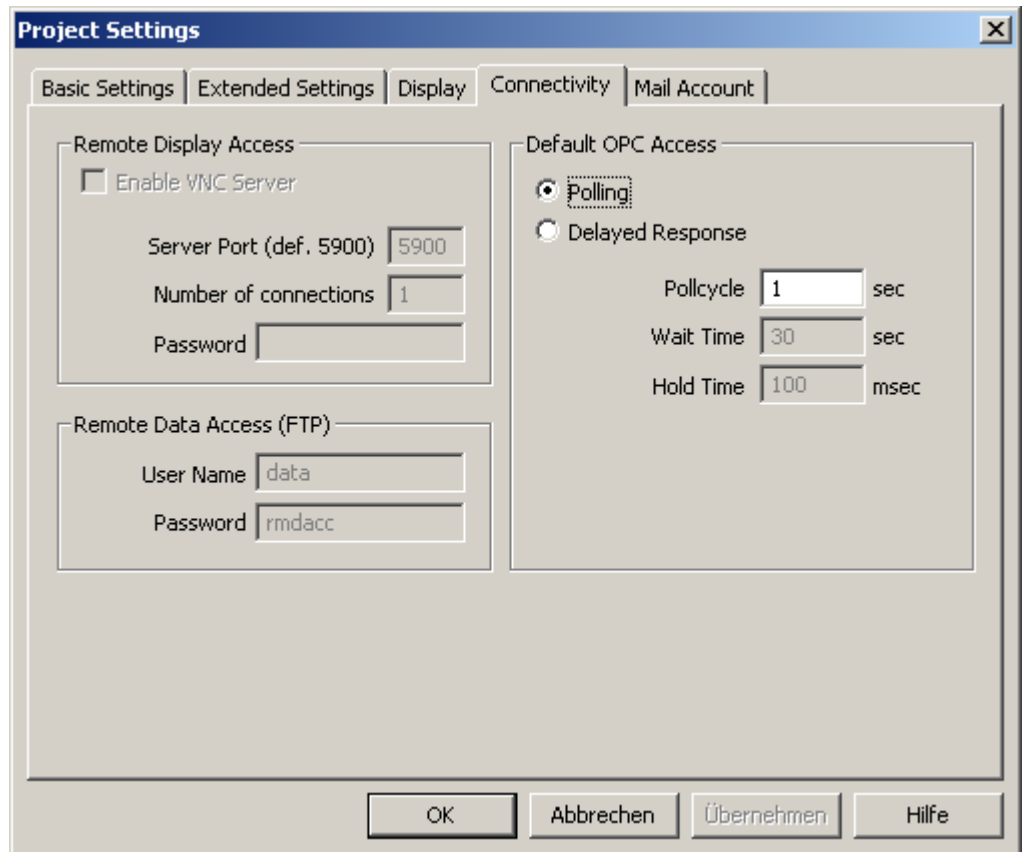 Project Settings
Basic Settings Extended Settings Display Connectivity Mail Account
Remote Display Access
Enable VNC Server
Server Port (def. 5900) 5900
Number of connections 1
Password
Remote Data Access (FTP)
User Name data
Password rmdacc
Default OPC Access
Polling
Delayed Response
Pollcycle 1 sec
Wait Time 30 sec
Hold Time 100 msec
OK Abbrechen Übernehmen Hilfe